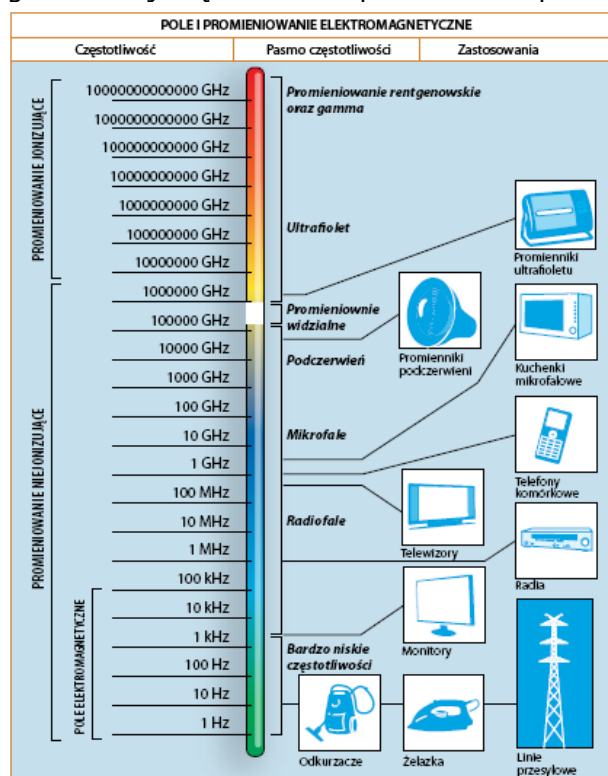 POLE I PROMIENIOWANIE ELEKTROMAGNETYCZNE
Częstotliwość
Pasmo częstotliwości
Zastosowania
PROMIENIOWANIE JONIZUJĄCE
10000000000000 GHz
1000000000000 GHz
100000000000 GHz
10000000000 GHz
1000000000 GHz
100000000 GHz
10000000 GHz
PROMIENIOWANIE NIEJONIZUJĄCE
1000000 GHz
100000 GHz
10000 GHz
1000 GHz
100 GHz
10 GHz
1 GHz
100 MHz
10 MHz
1 MHz
100 kHz
POLE ELEKTROMAGNETYCZNE
10 kHz
1 kHz
100 Hz
10 Hz
1 Hz
Promieniowanie rentgenowskie
oraz gamma
Ultrafiolet
Promieniownie
widzialne
Podczerwień
Mikrofale
Radiofale
Bardzo niskie
częstotliwości
Promienniki
ultrafioletu
Promienniki
podczerwieni
Kuchenki
mikrofalowe
Telefony
komórkowe
Telewizory
Radia
Monitory
Odkurzacze
Żelazka
Linie
przesyłowe